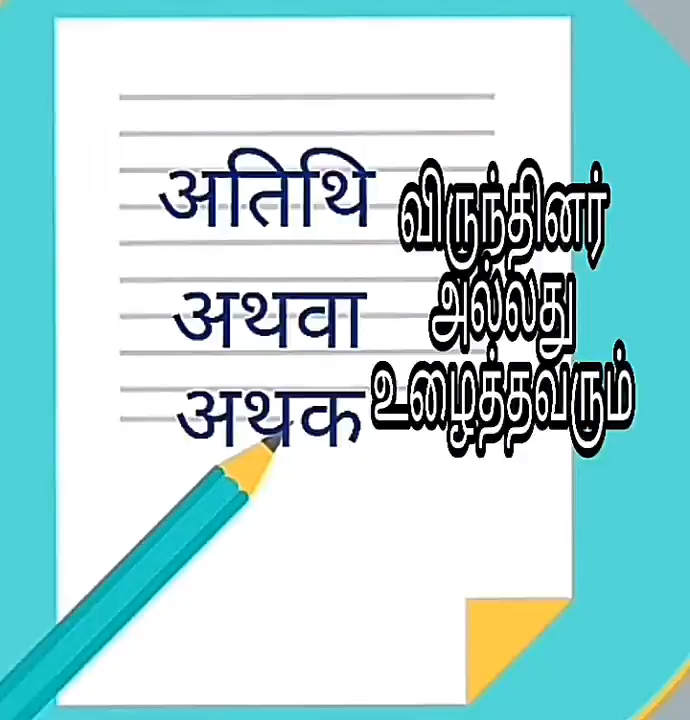 अतिथि விருந்தினர்
अथवा அல்லது
अथक உழைத்தவரும்